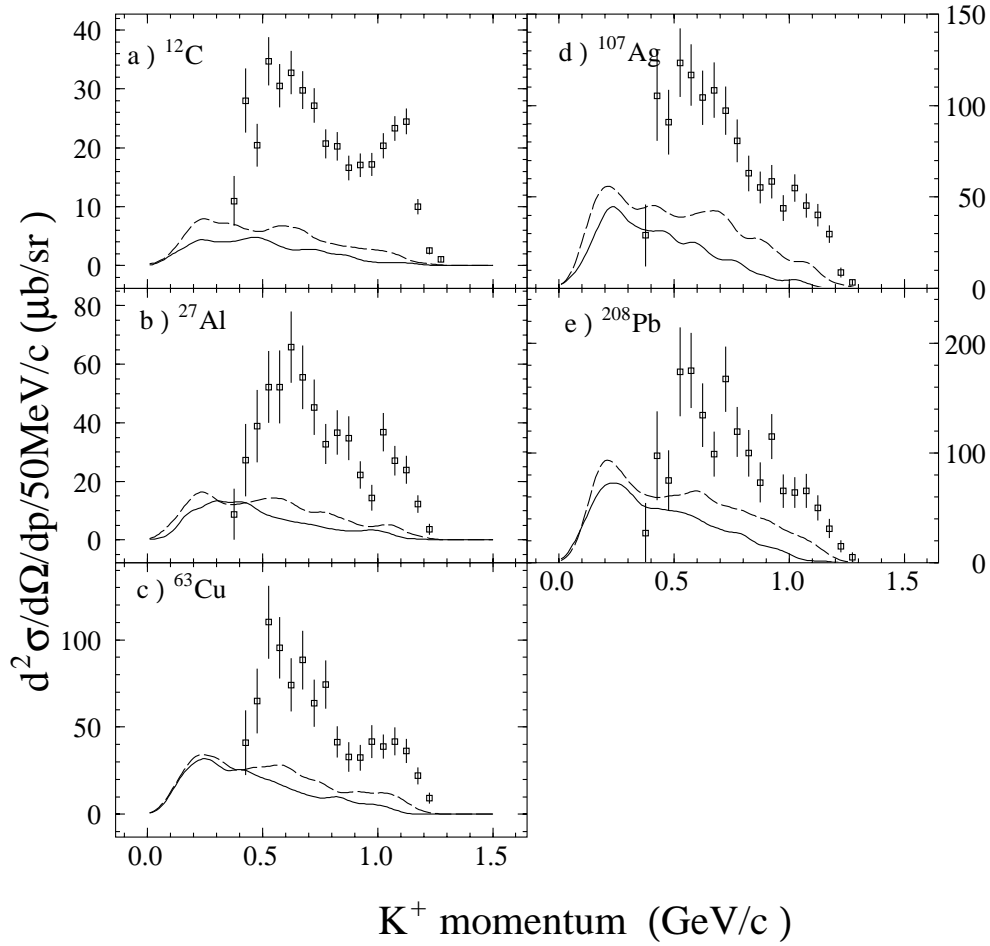 a ) ¹²C
40
30
20
10
0
b ) ²⁷Al
80
60
40
20
0
c ) ⁶³Cu
100
50
0
0.0 0.5 1.0 1.5
d ) ¹⁰⁷Ag
150
100
50
0
e ) ²⁰⁸Pb
200
100
0
0.0 0.5 1.0 1.5
d²σ/dΩ/dp/50MeV/c (μb/sr)
K⁺ momentum (GeV/c )